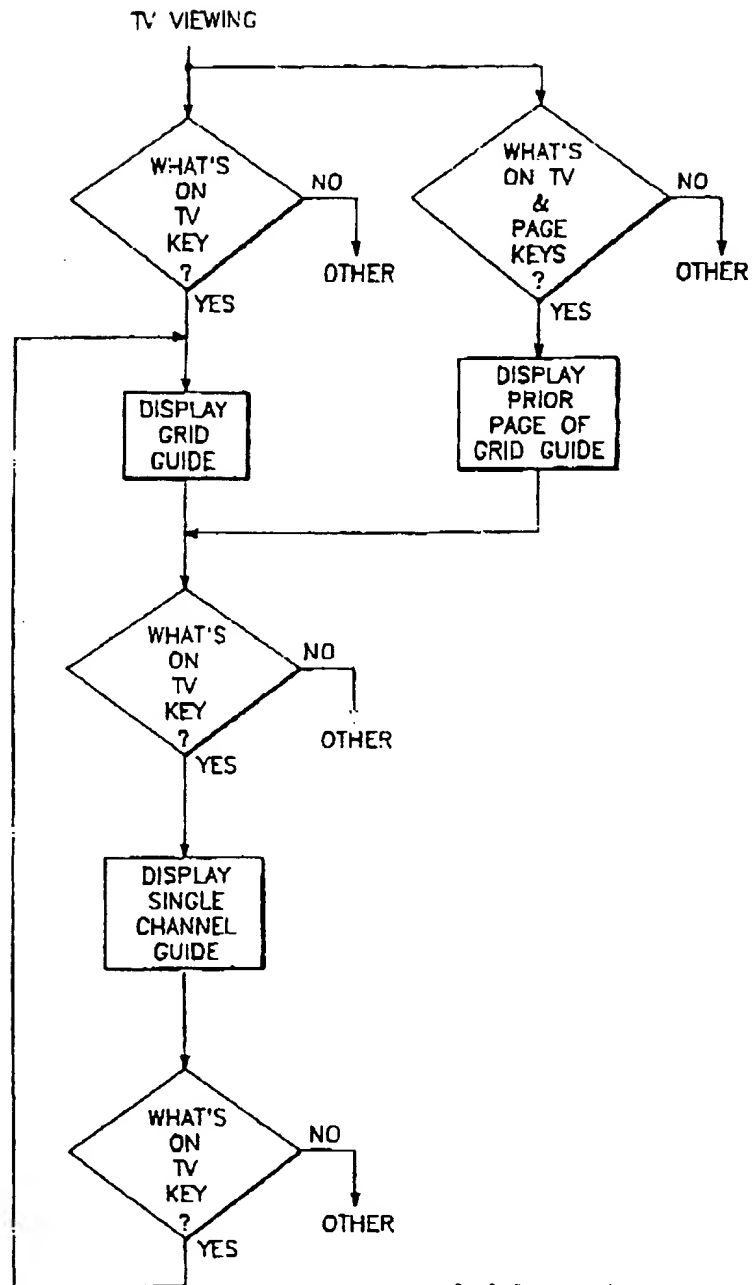 TV VIEWING
WHAT'S
ON
TV
KEY
?
NO
OTHER
YES
WHAT'S
ON TV
&
PAGE
KEYS
?
NO
OTHER
YES
DISPLAY
GRID
GUIDE
DISPLAY
PRIOR
PAGE OF
GRID GUIDE
WHAT'S
ON
TV
KEY
?
NO
OTHER
YES
DISPLAY
SINGLE
CHANNEL
GUIDE
WHAT'S
ON
TV
KEY
?
NO
OTHER
YES